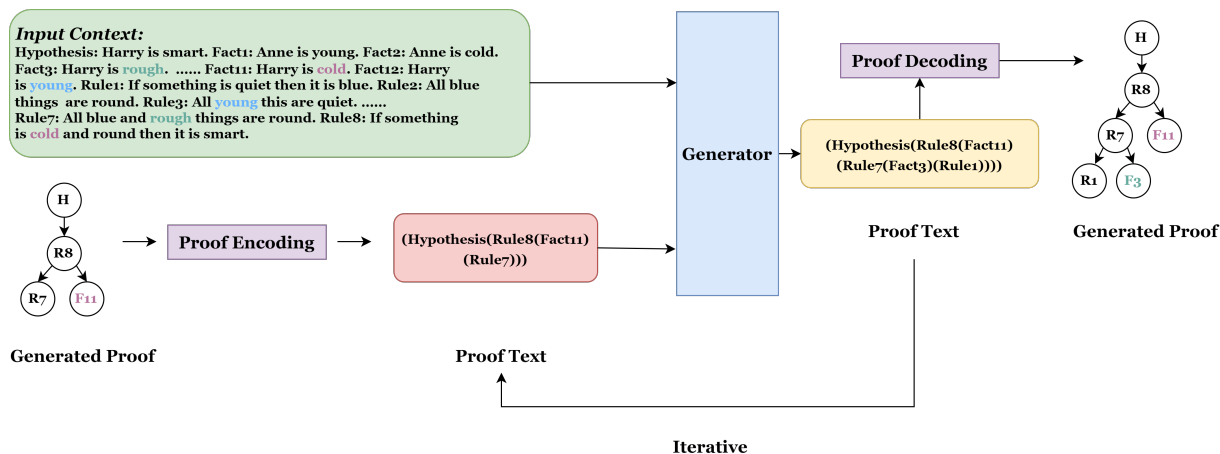 Input Context:
Hypothesis: Harry is smart. Fact1: Anne is young. Fact2: Anne is cold.
Fact3: Harry is rough. ...... Fact11: Harry is cold. Fact12: Harry
is young. Rule1: If something is quiet then it is blue. Rule2: All blue
things are round. Rule3: All young this are quiet. ......
Rule7: All blue and rough things are round. Rule8: If something
is cold and round then it is smart.
Generator
Proof Decoding
(Hypothesis(Rule8(Fact11)
(Rule7(Fact3)(Rule1))))
Proof Text
H
R8
R7
F11
R1
F3
Generated Proof
H
R8
R7
F11
Generated Proof
Proof Encoding
(Hypothesis(Rule8(Fact11)
(Rule7)))
Proof Text
Iterative